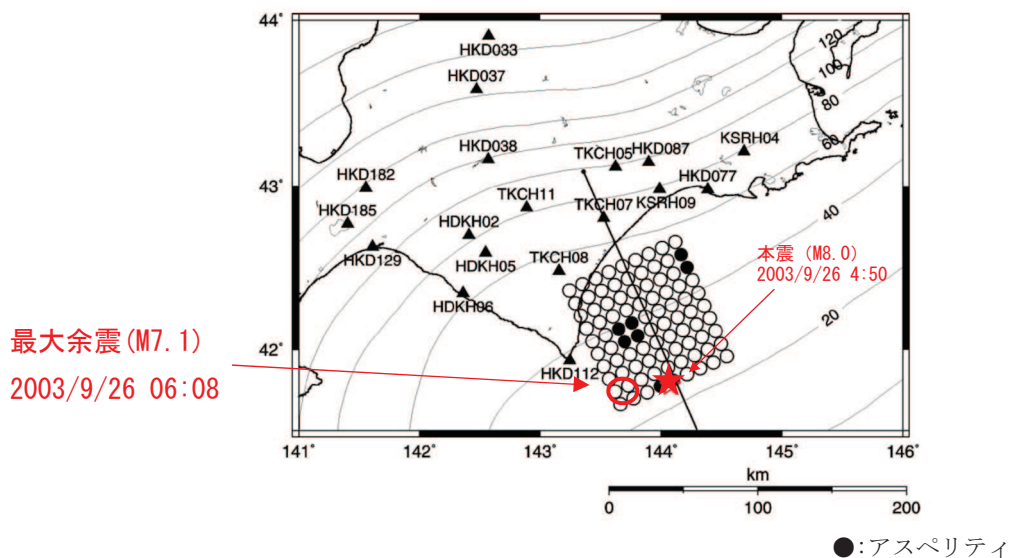 44°
HKD033
HKD037
120
100
80
60
KSRH04
HKD038
TKCH05
HKD087
HKD182
43°
HKD077
TKCH11
KSRH09
TKCH07
HKD185
HDKH02
40
HKD129
HDKH05
TKCH08
本震 (M8.0)
2003/9/26 4:50
HDKH06
20
最大余震(M7.1)
2003/9/26 06:08
42°
HKD112
141° 142° 143° 144° 145° 146°
km
0 100 200
●:アスペリティ